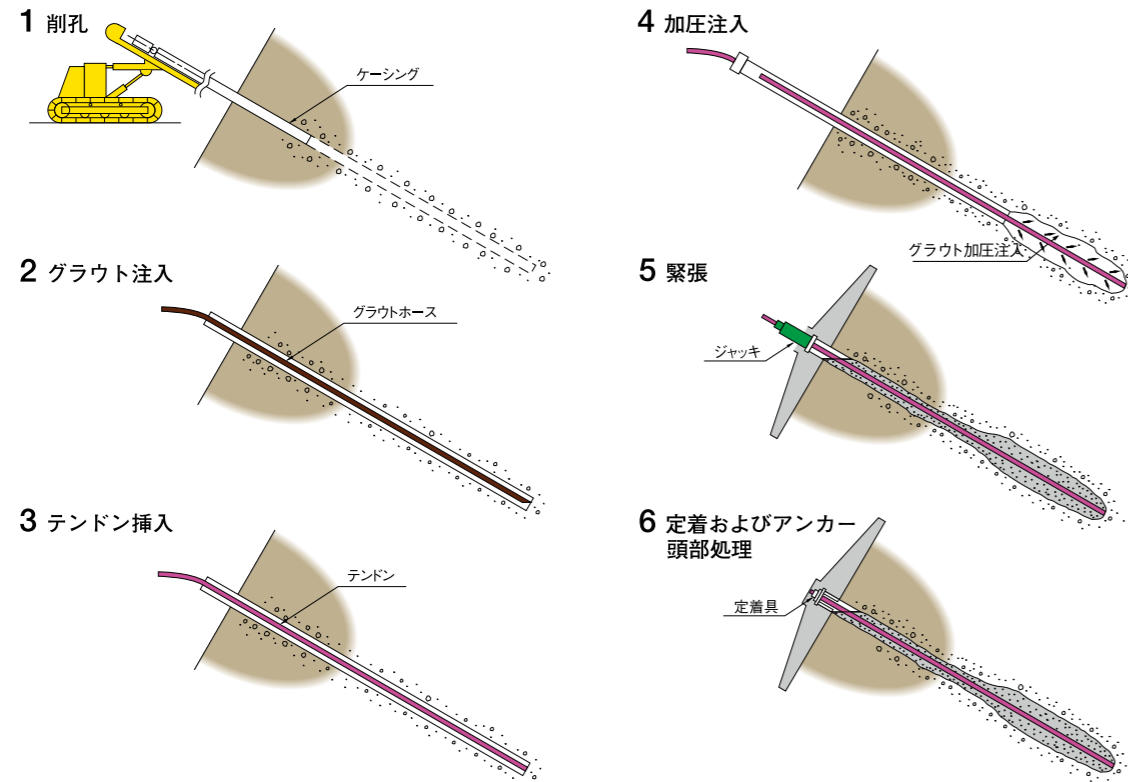 1 削孔
ケーシング
2 グラウト注入
グラウトホース
3 テンドン挿入
テンドン
4 加圧注入
グラウト加圧注入
5 緊張
ジャッキ
6 定着およびアンカー
頭部処理
定着具